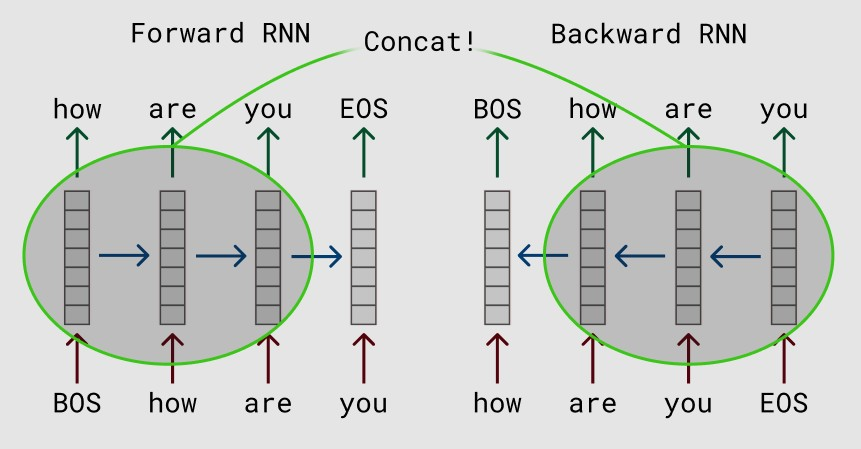 Forward RNN
Concat!
Backward RNN
how are you EOS
BOS how are you
BOS how are you
how are you EOS